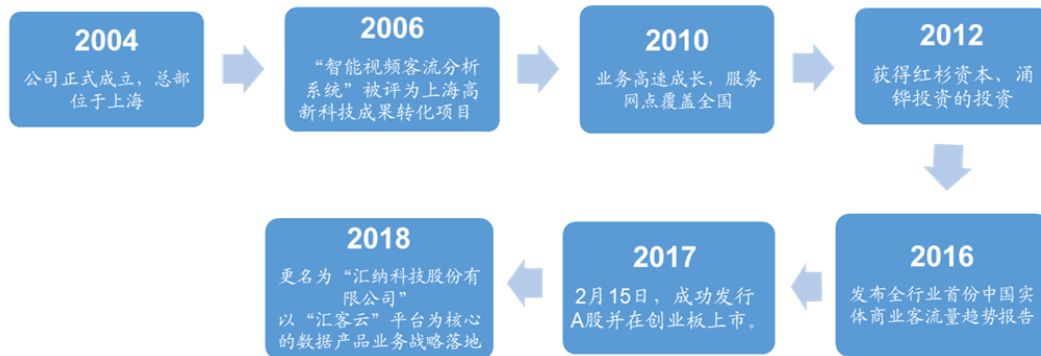 2004
公司正式成立，总部
位于上海
2006
“智能视频客流分析
系统”被评为上海高
新科技成果转化项目
2010
业务高速成长，服务
网点覆盖全国
2012
获得红杉资本、涌
铧投资的投资
2016
发布全行业首份中国实
体商业客流量趋势报告
2017
2月15日，成功发行
A股并在创业板上市。
2018
更名为“汇纳科技股份有
限公司”
以“汇客云”平台为核心
的数据产品业务战略落地